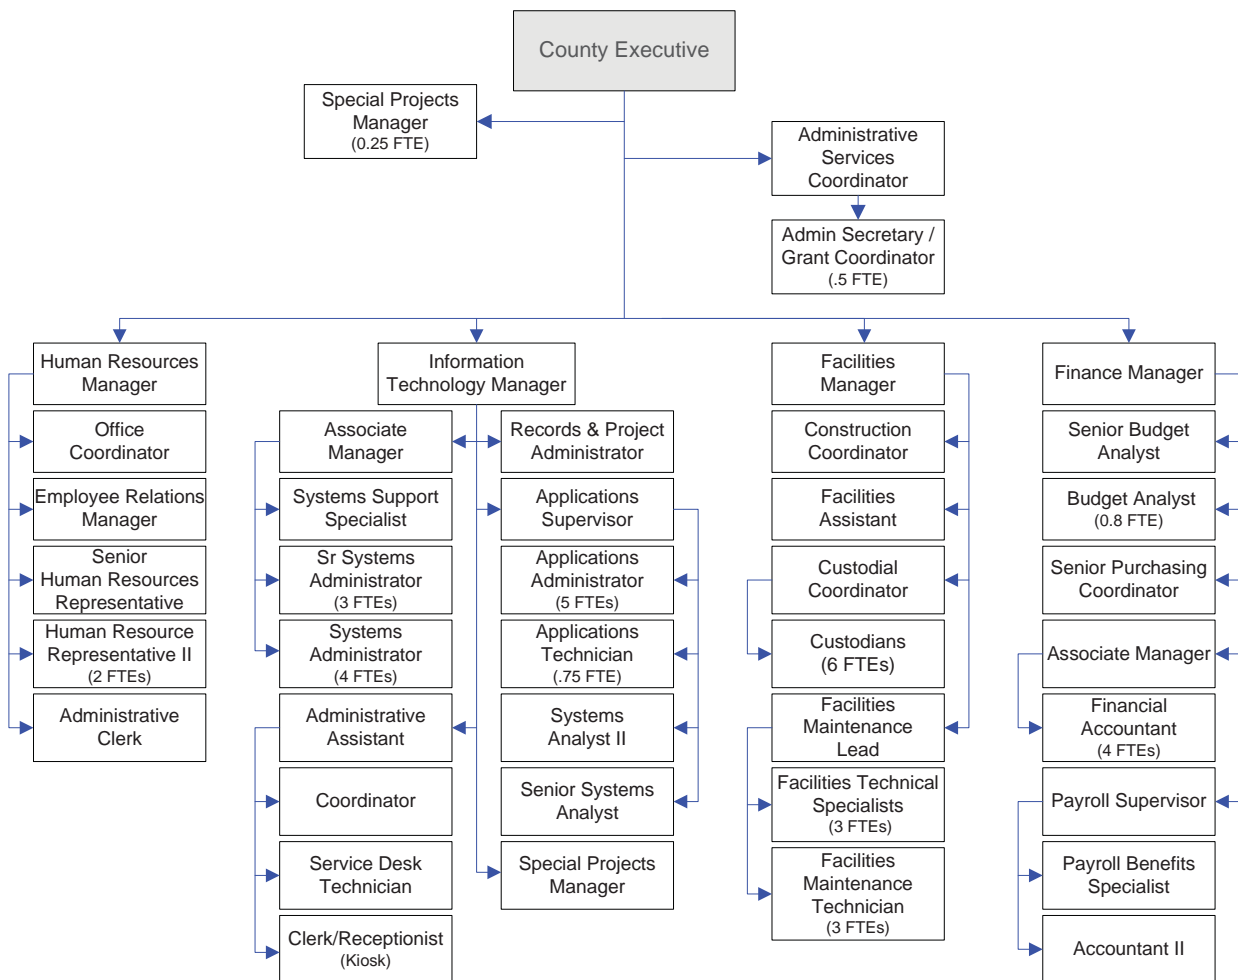 County Executive
Special Projects
Manager
(0.25 FTE)
Administrative
Services
Coordinator
Admin Secretary /
Grant Coordinator
(.5 FTE)
Human Resources
Manager
Office
Coordinator
Employee Relations
Manager
Senior
Human Resources
Representative
Human Resource
Representative II
(2 FTEs)
Administrative
Clerk
Information
Technology Manager
Associate
Manager
Systems Support
Specialist
Sr Systems
Administrator
(3 FTEs)
Systems
Administrator
(4 FTEs)
Administrative
Assistant
Coordinator
Service Desk
Technician
Clerk/Receptionist
(Kiosk)
Records & Project
Administrator
Applications
Supervisor
Applications
Administrator
(5 FTEs)
Applications
Technician
(.75 FTE)
Systems
Analyst II
Senior Systems
Analyst
Special Projects
Manager
Facilities
Manager
Construction
Coordinator
Facilities
Assistant
Custodial
Coordinator
Custodians
(6 FTEs)
Facilities
Maintenance
Lead
Facilities Technical
Specialists
(3 FTEs)
Facilities
Maintenance
Technician
(3 FTEs)
Finance Manager
Senior Budget
Analyst
Budget Analyst
(0.8 FTE)
Senior Purchasing
Coordinator
Associate Manager
Financial
Accountant
(4 FTEs)
Payroll Supervisor
Payroll Benefits
Specialist
Accountant II